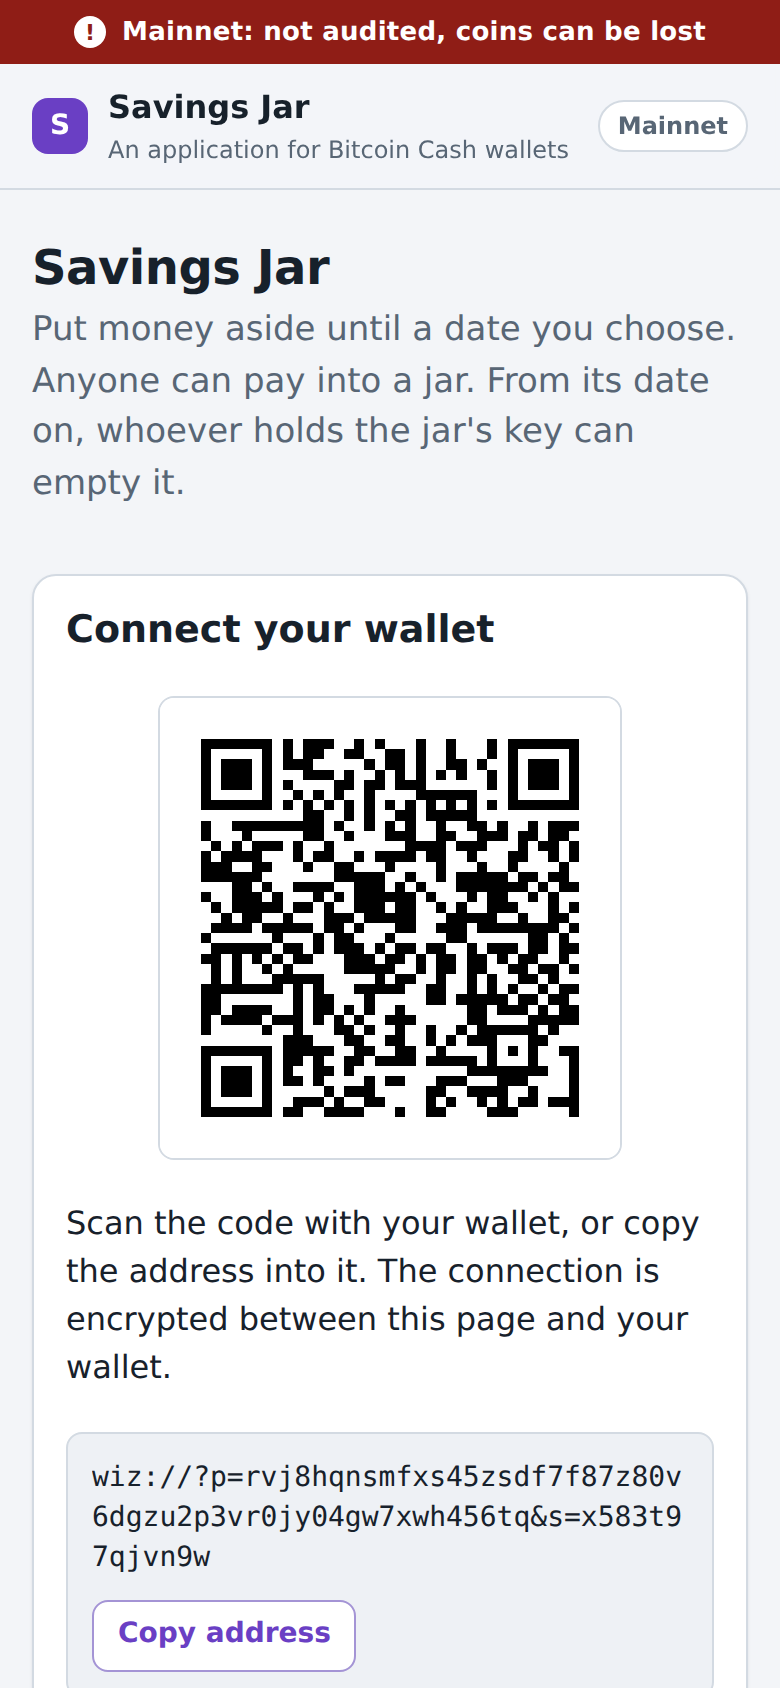 ! Mainnet: not audited, coins can be lost
S
Savings Jar
An application for Bitcoin Cash wallets
Mainnet
Savings Jar
Put money aside until a date you choose.
Anyone can pay into a jar. From its date
on, whoever holds the jar's key can
empty it.
Connect your wallet
Scan the code with your wallet, or copy
the address into it. The connection is
encrypted between this page and your
wallet.
wiz://?p=rvj8hqnsmfxs45zsdf7f87z80v
6dgzu2p3vr0jy04gw7xwh456tq&s=x583t9
7qjvn9w
Copy address